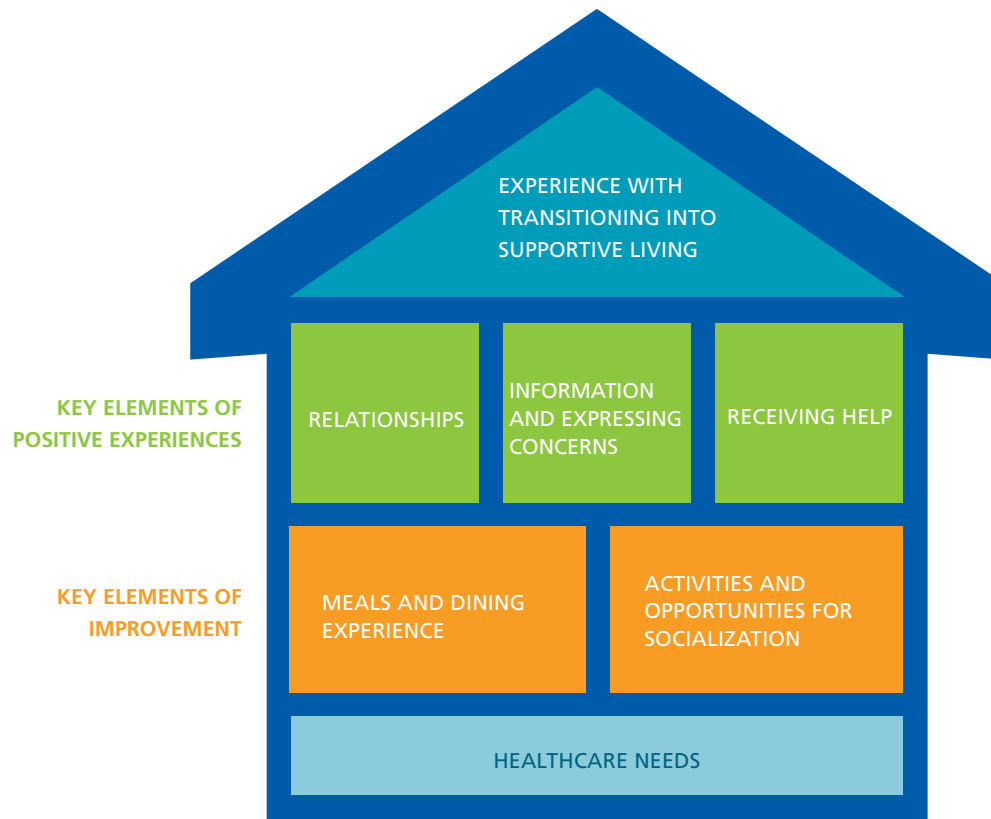 EXPERIENCE WITH
TRANSITIONING INTO
SUPPORTIVE LIVING
KEY ELEMENTS OF
POSITIVE EXPERIENCES
RELATIONSHIPS
INFORMATION
AND EXPRESSING
CONCERNS
RECEIVING HELP
KEY ELEMENTS OF
IMPROVEMENT
MEALS AND DINING
EXPERIENCE
ACTIVITIES AND
OPPORTUNITIES FOR
SOCIALIZATION
HEALTHCARE NEEDS